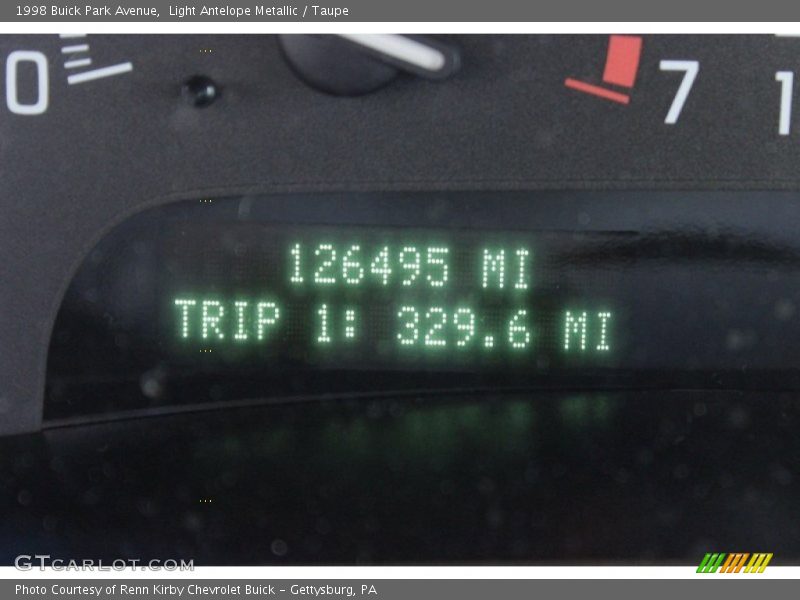 1998 Buick Park Avenue,  Light Antelope Metallic / Taupe
0
7
1
126495 MI
TRIP 1: 329.6 MI
GTCARLOT.COM
Photo Courtesy of Renn Kirby Chevrolet Buick – Gettysburg, PA